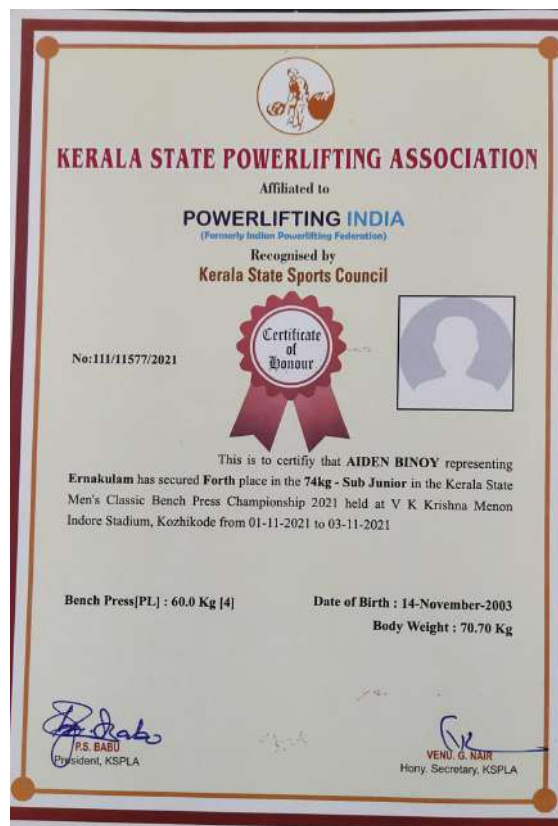 KERALA STATE POWERLIFTING ASSOCIATION
Affiliated to
POWERLIFTING INDIA
(Formerly Indian Powerlifting Federation)
Recognised by
Kerala State Sports Council
Certificate
of
Honour
No:111/11577/2021
This is to certifiy that AIDEN BINOY representing
Ernakulam has secured Forth place in the 74kg - Sub Junior in the Kerala State
Men's Classic Bench Press Championship 2021 held at V K Krishna Menon
Indore Stadium, Kozhikode from 01-11-2021 to 03-11-2021
Bench Press[PL] : 60.0 Kg [4]
Date of Birth : 14-November-2003
Body Weight : 70.70 Kg
P.S. BABU
President, KSPLA
VENU. G. NAIR
Hony. Secretary, KSPLA